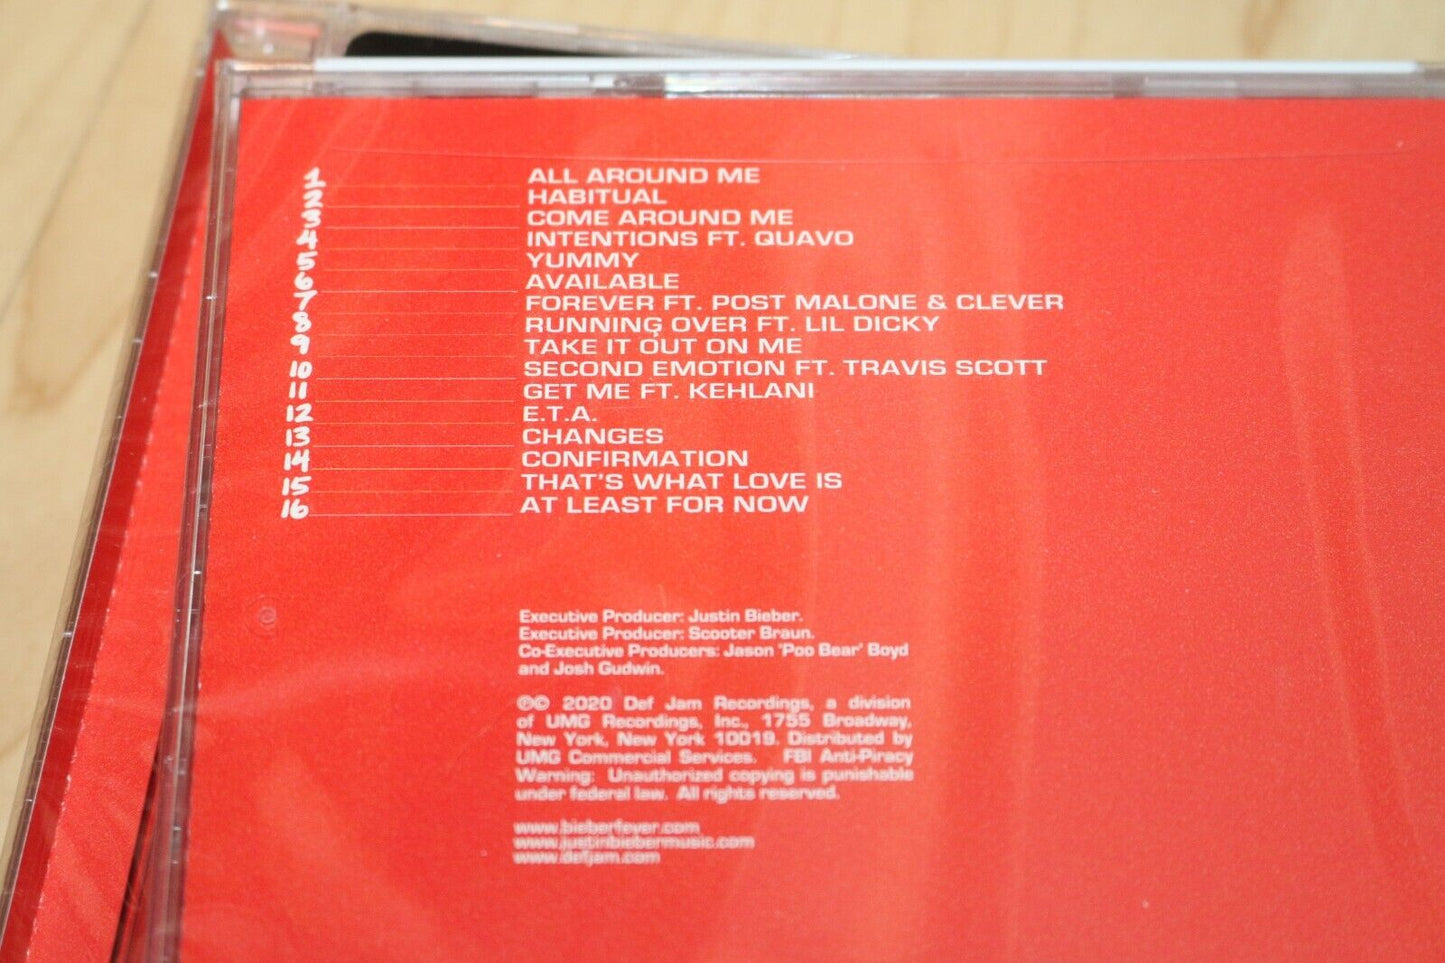 1 ALL AROUND ME
2 HABITUAL
3 COME AROUND ME
4 INTENTIONS FT. QUAVO
5 YUMMY
6 AVAILABLE
7 FOREVER FT. POST MALONE & CLEVER
8 RUNNING OVER FT. LIL DICKY
9 TAKE IT OUT ON ME
10 SECOND EMOTION FT. TRAVIS SCOTT
11 GET ME FT. KEHLANI
12 E.T.A.
13 CHANGES
14 CONFIRMATION
15 THAT'S WHAT LOVE IS
16 AT LEAST FOR NOW
Executive Producer: Justin Bieber.
Executive Producer: Scooter Braun.
Co-Executive Producers: Jason 'Poo Bear' Boyd
and Josh Gudwin.
℗© 2020 Def Jam Recordings, a division
of UMG Recordings, Inc., 1755 Broadway,
New York, New York 10019. Distributed by
UMG Commercial Services. FBI Anti-Piracy
Warning: Unauthorized copying is punishable
under federal law. All rights reserved.
www.bieberfever.com
www.justinbiebermusic.com
www.defjam.com